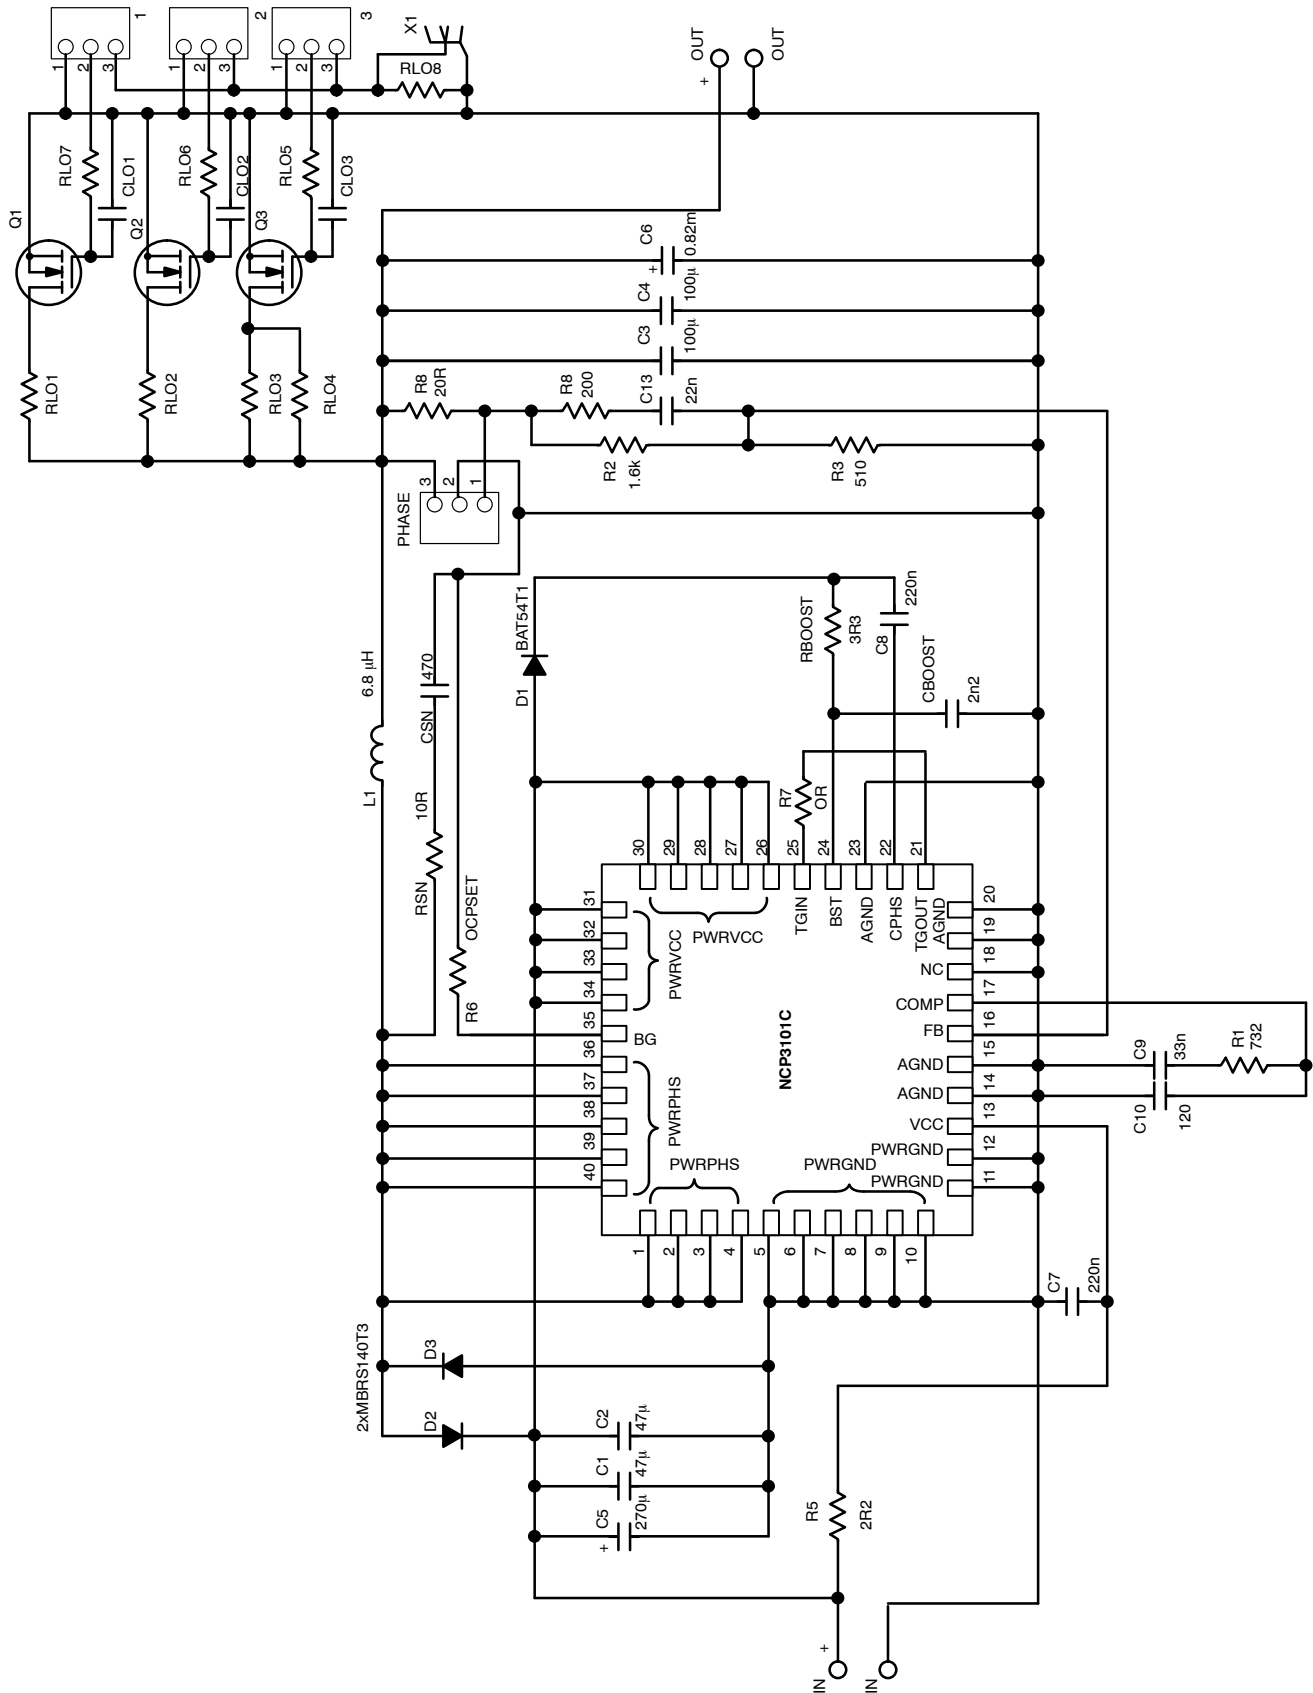 1
2
3
X1
OUT
OUT
+
1
2
3
1
2
3
1
2
3
RLO8
RLO7
CLO1
RLO6
CLO2
RLO5
CLO3
Q1
Q2
Q3
RLO1
RLO2
RLO3
RLO4
C6
+
0.82m
C4
100µ
C3
100µ
R8
20R
R8
200
C13
22n
R2
1.6k
R3
510
PHASE
3
2
1
L1
6.8 µH
RSN
10R
CSN
470
R6
OCPSET
D1
BAT54T1
RBOOST
3R3
C8
220n
CBOOST
2n2
R7
OR
30
29
28
27
26
25
24
23
22
21
PWRVCC
TGIN
BST
AGND
CPHS
TGOUT
31
32
33
34
35
36
37
38
39
40
PWRVCC
BG
PWRPHS
NCP3101C
AGND
NC
COMP
FB
AGND
AGND
VCC
PWRGND
PWRGND
20
19
18
17
16
15
14
13
12
11
PWRPHS
PWRGND
1
2
3
4
5
6
7
8
9
10
C9
33n
R1
732
C10
120
C7
220n
2xMBRS140T3
D3
D2
C2
47µ
C1
47µ
C5
+
270µ
R5
2R2
IN
+
IN